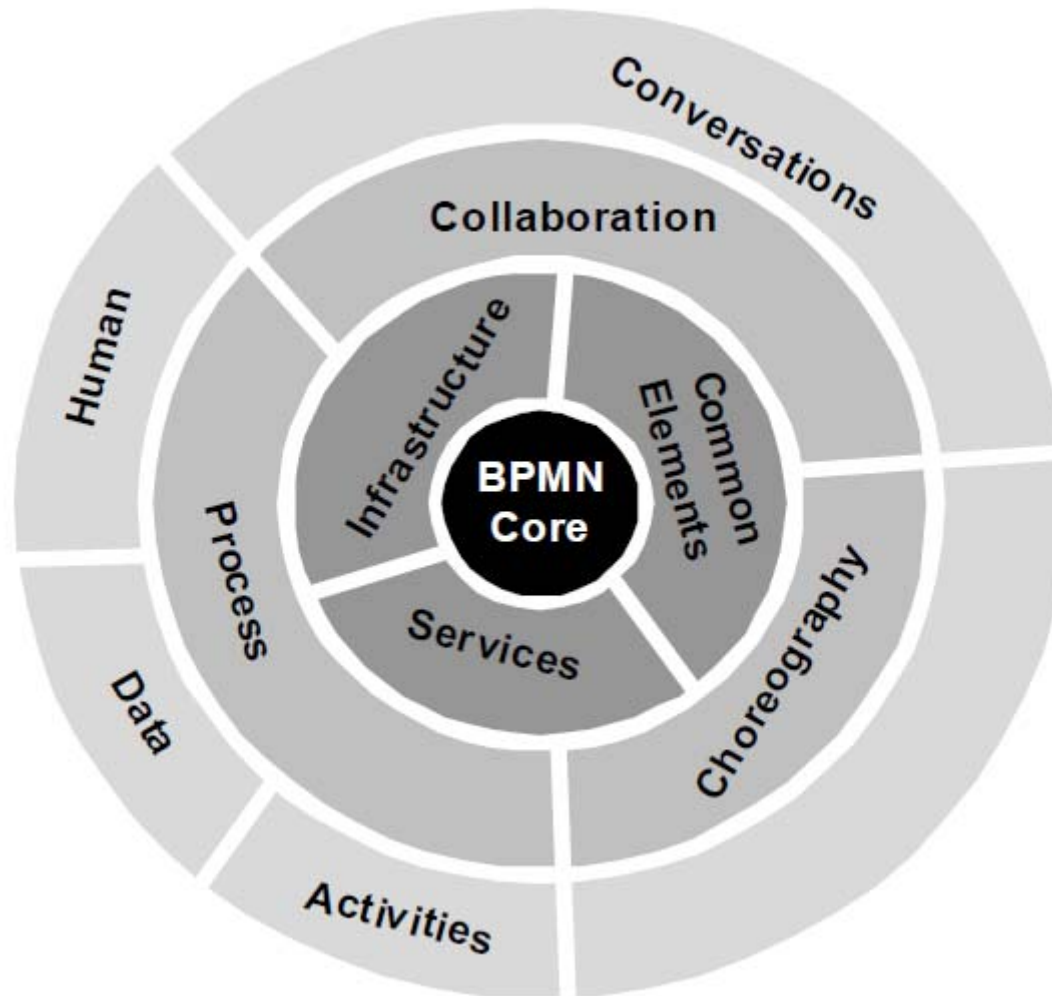 Conversations
Collaboration
Human
Infrastructure
Common
Elements
BPMN
Core
Process
Services
Choreography
Data
Activities